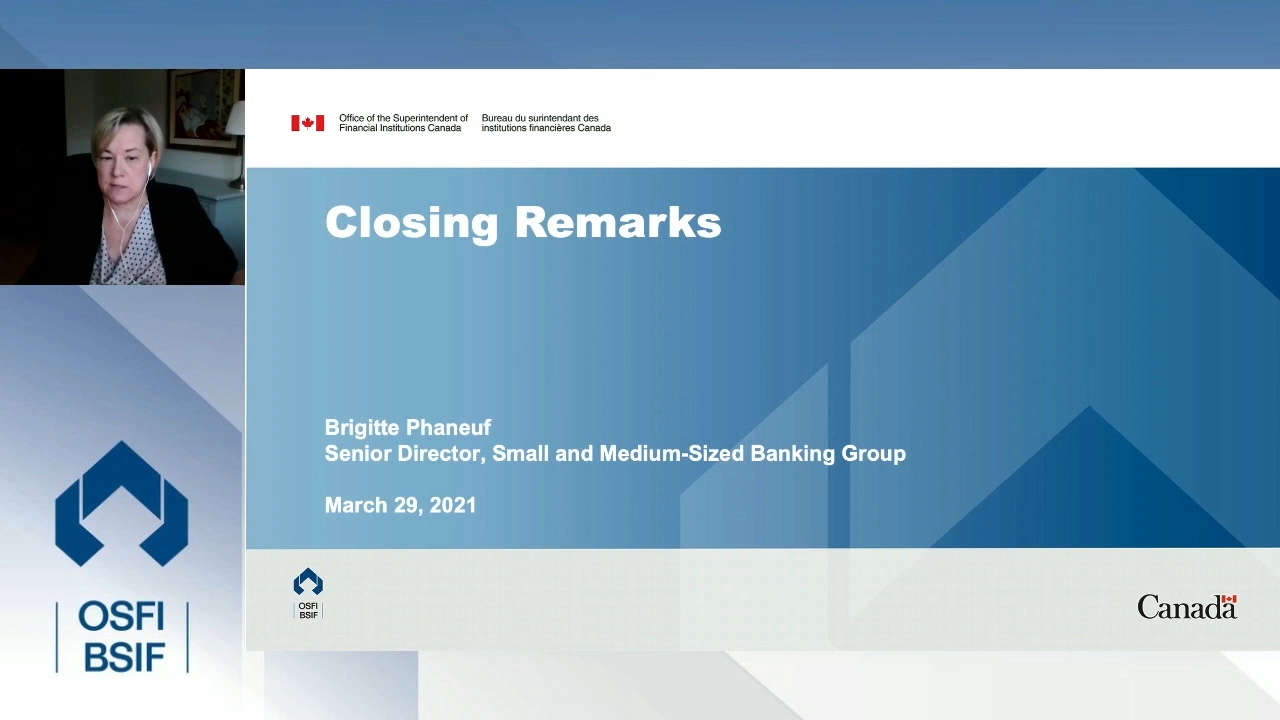 Office of the Superintendent of
Financial Institutions Canada
Bureau du surintendant des
institutions financières Canada
Closing Remarks
Brigitte Phaneuf
Senior Director, Small and Medium-Sized Banking Group
March 29, 2021
OSFI
BSIF
OSFI
BSIF
Canada